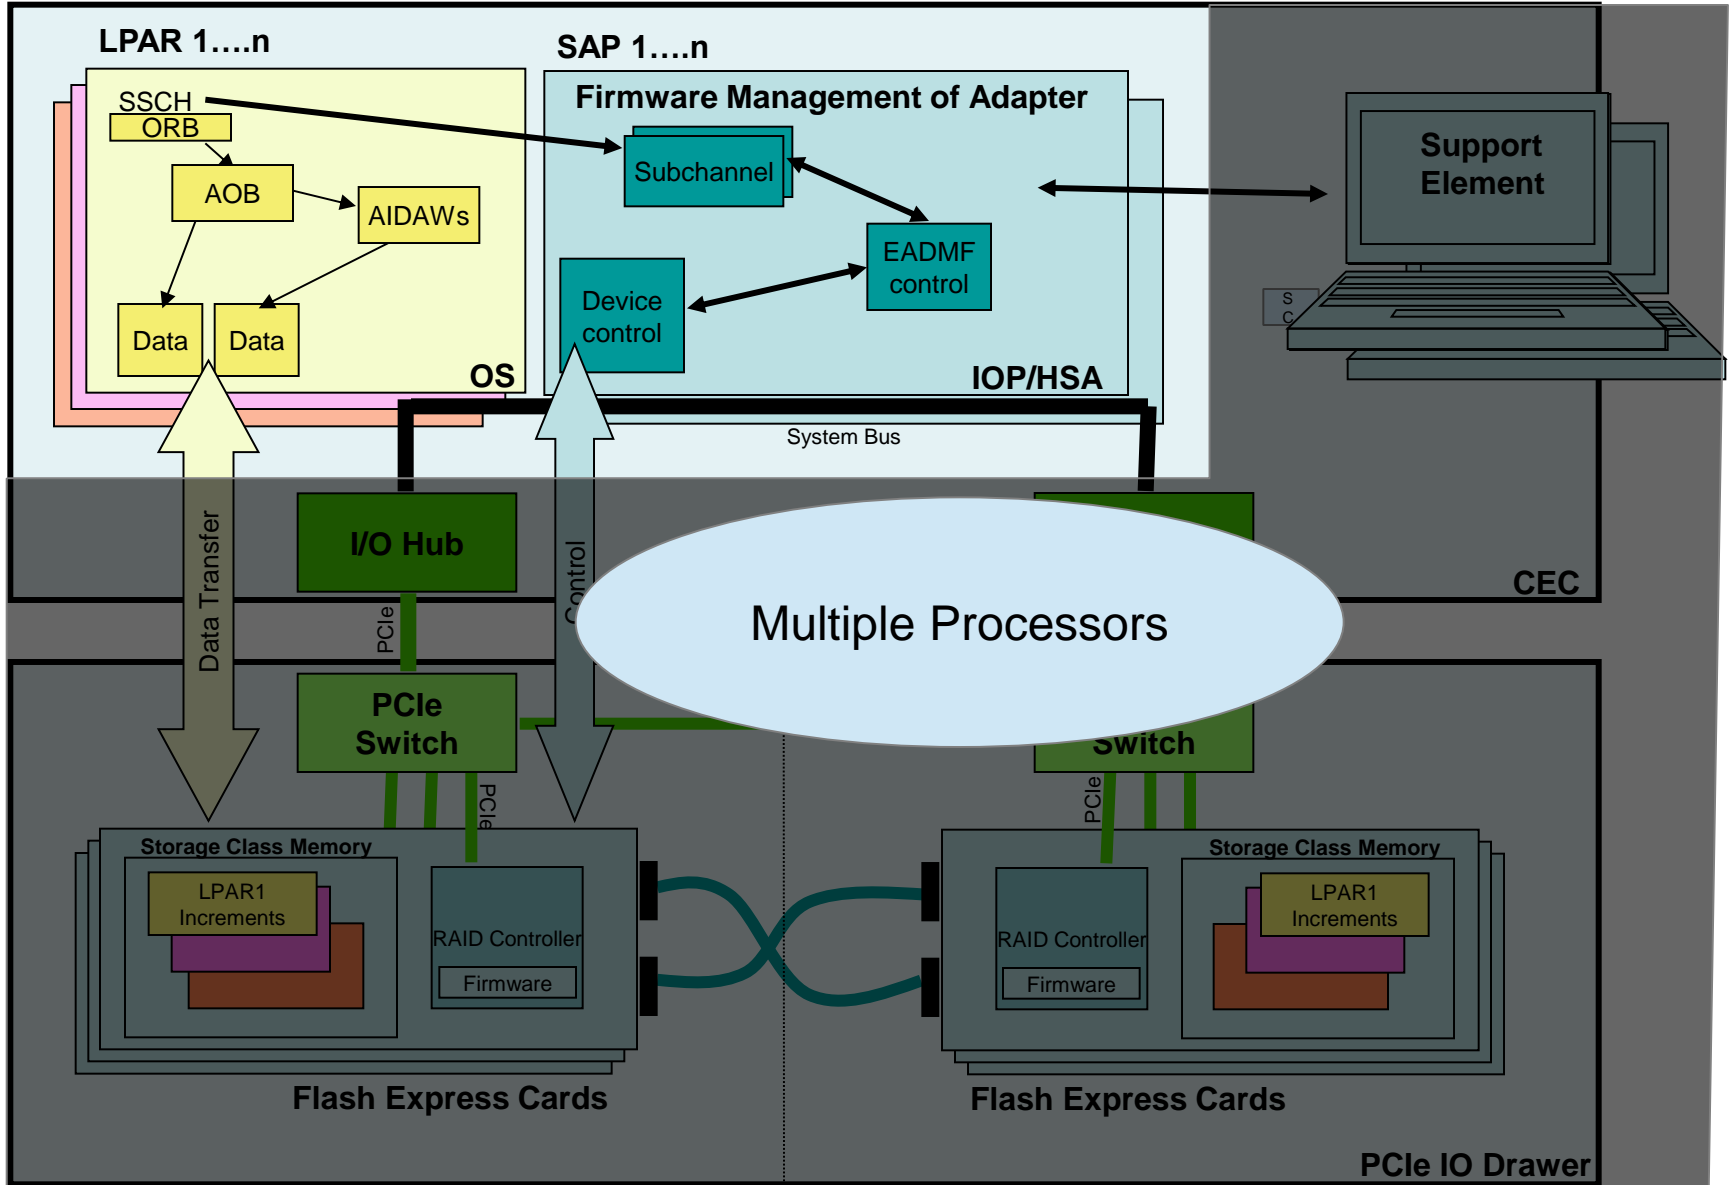 LPAR 1....n
SAP 1....n
SSCH
ORB
AOB
AIDAWs
Data
Data
OS
Firmware Management of Adapter
Subchannel
EADMF
control
Device
control
IOP/HSA
Support
Element
S
C
System Bus
I/O Hub
CEC
Data Transfer
Control
PCIe
Multiple Processors
PCIe
Switch
Switch
PCIe
PCIe
Storage Class Memory
LPAR1
Increments
RAID Controller
Firmware
Storage Class Memory
LPAR1
Increments
RAID Controller
Firmware
Flash Express Cards
Flash Express Cards
PCIe IO Drawer